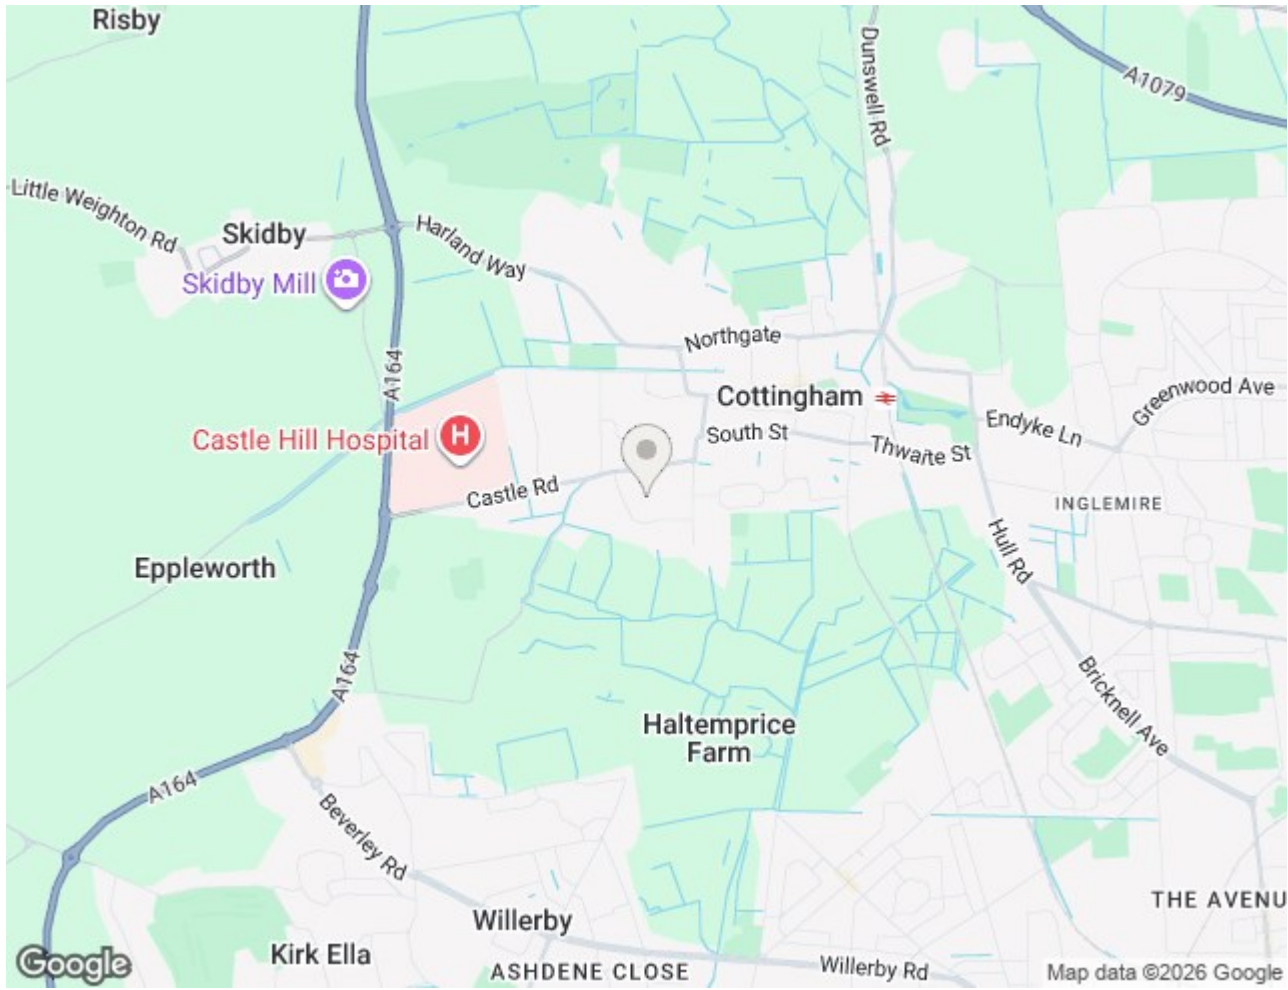 Risby
A1079
Dunswell Rd
Little Weighton Rd
Skidby
Harland Way
Skidby Mill
Northgate
A164
Cottingham
Greenwood Ave
Castle Hill Hospital
H
South St
Endyke Ln
Thwaite St
Castle Rd
INGLEMIRE
Hull Rd
Eppleworth
A164
Bricknell Ave
Haltemprice
Farm
A164
Beverley Rd
THE AVENU
Willerby
Kirk Ella
ASHDENE CLOSE
Willerby Rd
Google
Map data ©2026 Google